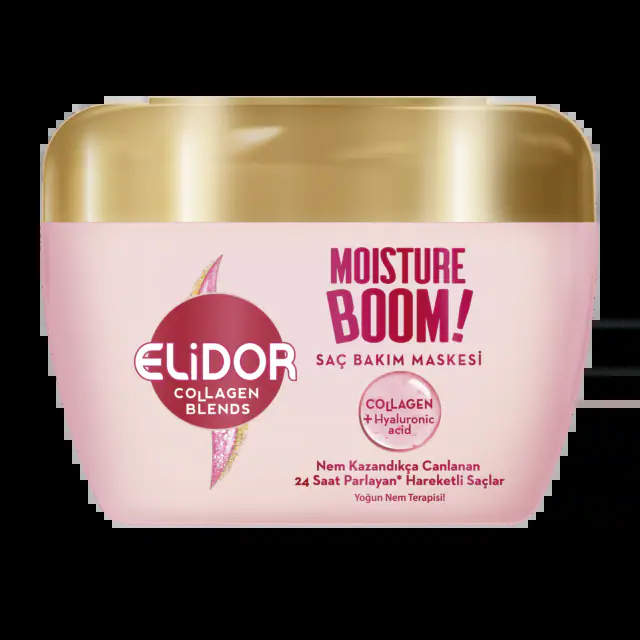 MOISTURE
BOOM!
SAÇ BAKIM MASKESİ
ELiDOR
COLLAGEN
BLENDS
COLLAGEN
+Hyaluronic
acid
Nem Kazandıkça Canlanan
24 Saat Parlayan* Hareketli Saçlar
Yoğun Nem Terapisi!